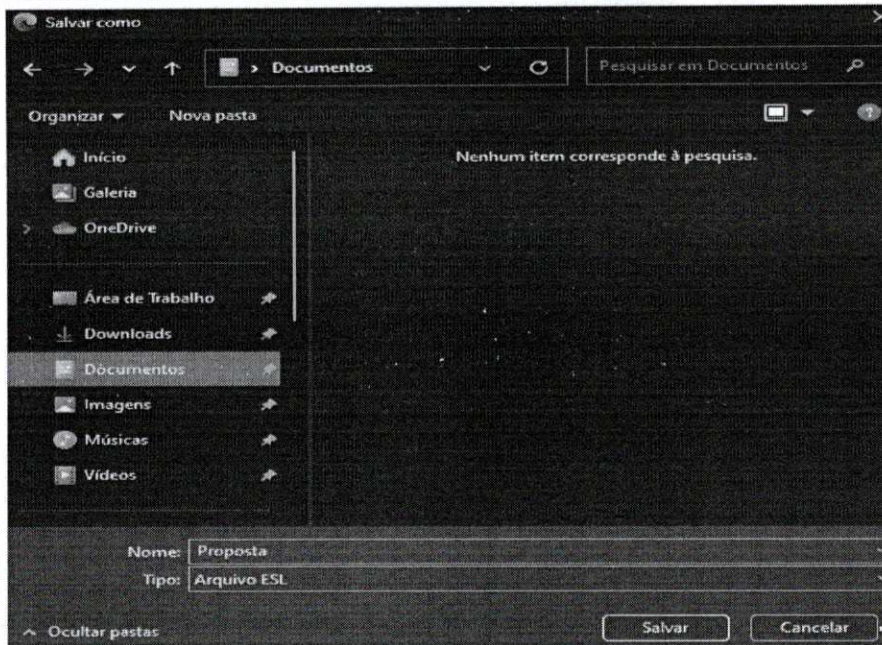 Salvar como
Documentos
Pesquisar em Documentos
Organizar
Nova pasta
Início
Galeria
OneDrive
Área de Trabalho
Downloads
Documentos
Imagens
Músicas
Vídeos
Nenhum item corresponde à pesquisa.
Nome: Proposta
Tipo: Arquivo ESL
Ocultar pastas
Salvar
Cancelar